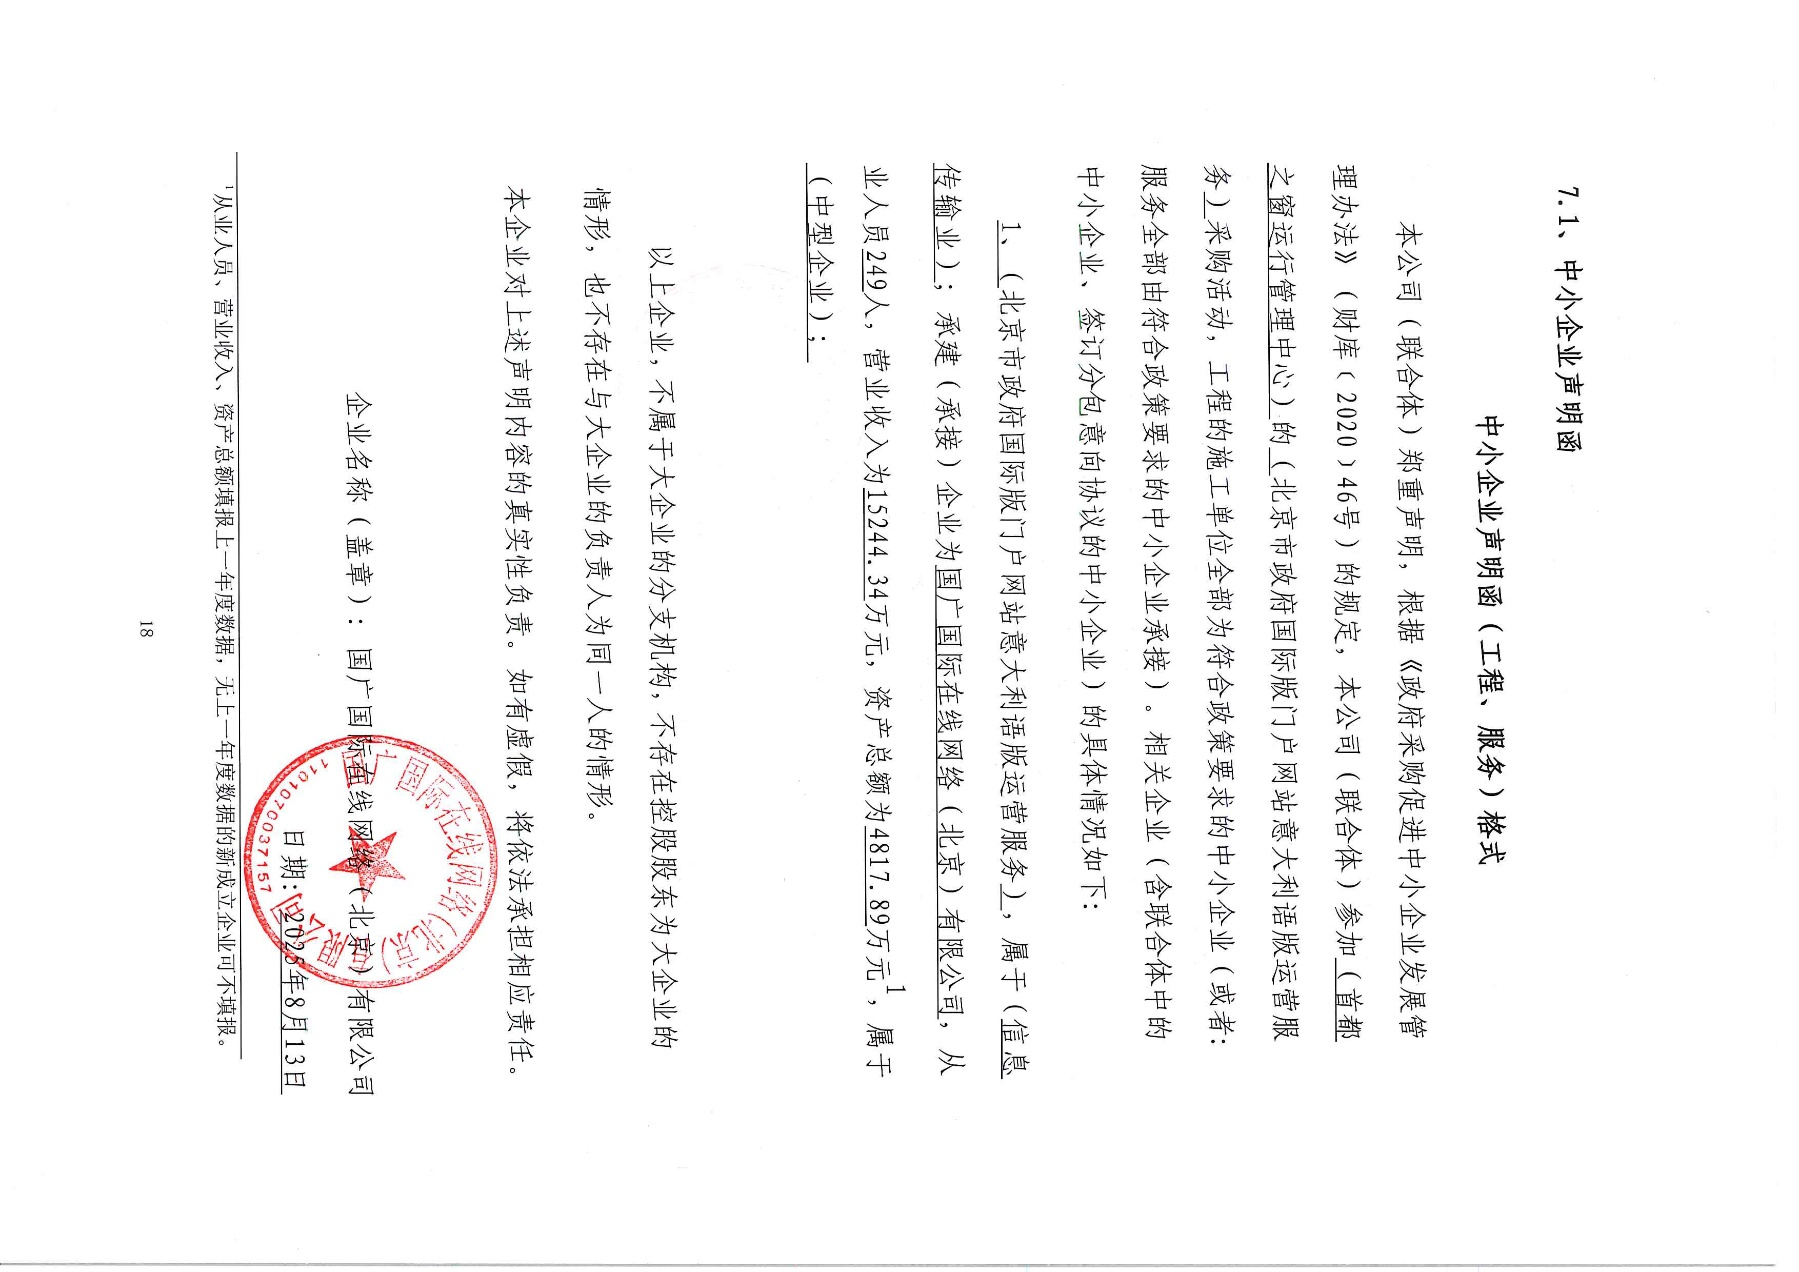 7.1、中小企业声明函
中小企业声明函（工程、服务）格式
本公司（联合体）郑重声明，根据《政府采购促进中小企业发展管
理办法》（财库（2020）46号）的规定，本公司（联合体）参加（首都
之窗运行管理中心）的（北京市政府国际版门户网站意大利语版运营服
务）采购活动，工程的施工单位全部为符合政策要求的中小企业（或者：
服务全部由符合政策要求的中小企业承接）。相关企业（含联合体中的
中小企业、签订分包意向协议的中小企业）的具体情况如下：
1、（北京市政府国际版门户网站意大利语版运营服务），属于（信息
传输业）；承建（承接）企业为国广国际在线网络（北京）有限公司，从
业人员249人，营业收入为15244.34万元，资产总额为4817.89万元1，属于
（中型企业）；
以上企业，不属于大企业的分支机构，不存在控股股东为大企业的
情形，也不存在与大企业的负责人为同一人的情形。
本企业对上述声明内容的真实性负责。如有虚假，将依法承担相应责任。
企业名称（盖章）：国广国际在线网络（北京）有限公司
日期：2025年8月13日
国广国际在线网络（北京）有限公司
1101070037157
1从业人员、营业收入、资产总额填报上一年度数据，无上一年度数据的新成立企业可不填报。
18